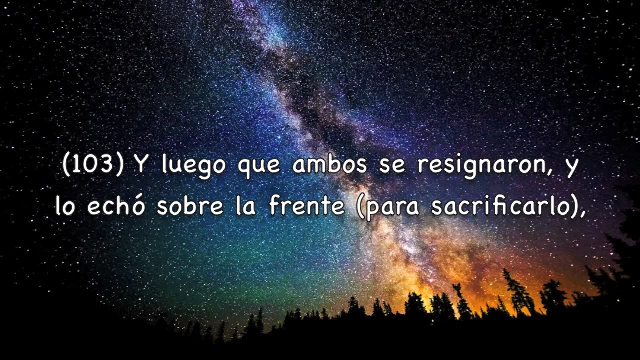 (103) Y luego que ambos se resignaron, y
lo echó sobre la frente (para sacrificarlo),